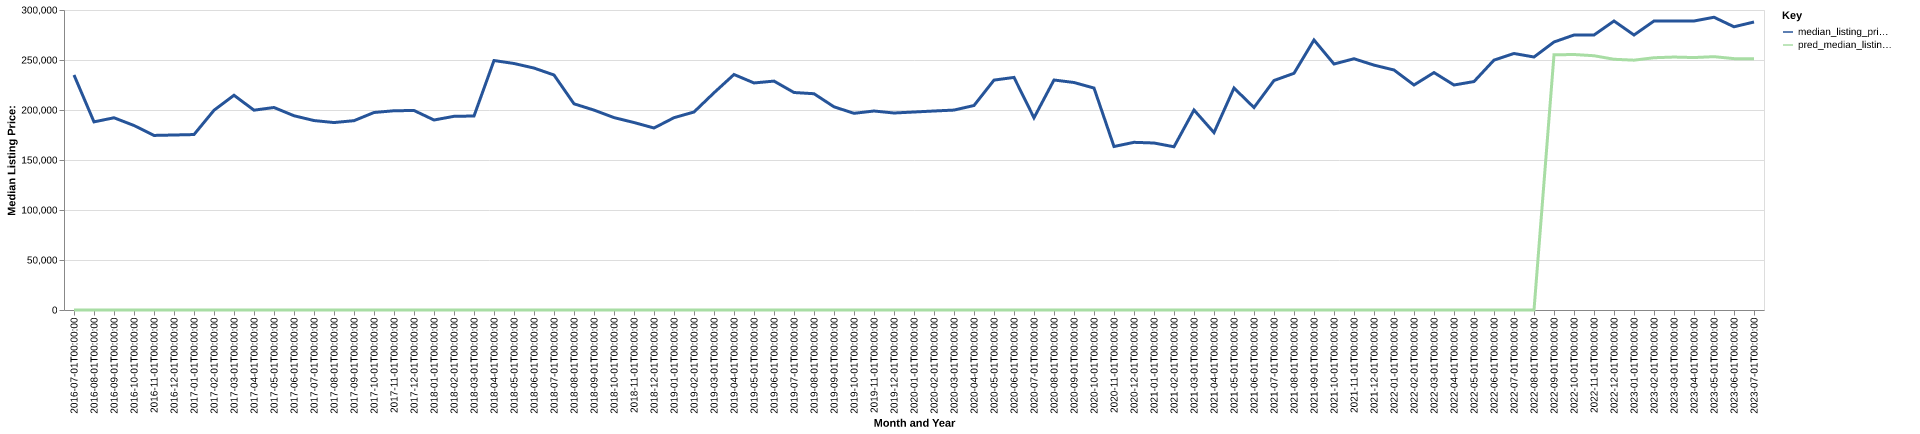 300,000
250,000
200,000
150,000
100,000
50,000
0
Median Listing Price:
2016-07-01T00:00:00
2016-08-01T00:00:00
2016-09-01T00:00:00
2016-10-01T00:00:00
2016-11-01T00:00:00
2016-12-01T00:00:00
2017-01-01T00:00:00
2017-02-01T00:00:00
2017-03-01T00:00:00
2017-04-01T00:00:00
2017-05-01T00:00:00
2017-06-01T00:00:00
2017-07-01T00:00:00
2017-08-01T00:00:00
2017-09-01T00:00:00
2017-10-01T00:00:00
2017-11-01T00:00:00
2017-12-01T00:00:00
2018-01-01T00:00:00
2018-02-01T00:00:00
2018-03-01T00:00:00
2018-04-01T00:00:00
2018-05-01T00:00:00
2018-06-01T00:00:00
2018-07-01T00:00:00
2018-08-01T00:00:00
2018-09-01T00:00:00
2018-10-01T00:00:00
2018-11-01T00:00:00
2018-12-01T00:00:00
2019-01-01T00:00:00
2019-02-01T00:00:00
2019-03-01T00:00:00
2019-04-01T00:00:00
2019-05-01T00:00:00
2019-06-01T00:00:00
2019-07-01T00:00:00
2019-08-01T00:00:00
2019-09-01T00:00:00
2019-10-01T00:00:00
2019-11-01T00:00:00
2019-12-01T00:00:00
2020-01-01T00:00:00
2020-02-01T00:00:00
2020-03-01T00:00:00
2020-04-01T00:00:00
2020-05-01T00:00:00
2020-06-01T00:00:00
2020-07-01T00:00:00
2020-08-01T00:00:00
2020-09-01T00:00:00
2020-10-01T00:00:00
2020-11-01T00:00:00
2020-12-01T00:00:00
2021-01-01T00:00:00
2021-02-01T00:00:00
2021-03-01T00:00:00
2021-04-01T00:00:00
2021-05-01T00:00:00
2021-06-01T00:00:00
2021-07-01T00:00:00
2021-08-01T00:00:00
2021-09-01T00:00:00
2021-10-01T00:00:00
2021-11-01T00:00:00
2021-12-01T00:00:00
2022-01-01T00:00:00
2022-02-01T00:00:00
2022-03-01T00:00:00
2022-04-01T00:00:00
2022-05-01T00:00:00
2022-06-01T00:00:00
2022-07-01T00:00:00
2022-08-01T00:00:00
2022-09-01T00:00:00
2022-10-01T00:00:00
2022-11-01T00:00:00
2022-12-01T00:00:00
2023-01-01T00:00:00
2023-02-01T00:00:00
2023-03-01T00:00:00
2023-04-01T00:00:00
2023-05-01T00:00:00
2023-06-01T00:00:00
2023-07-01T00:00:00
Month and Year
Key
median_listing_pri…
pred_median_listin…